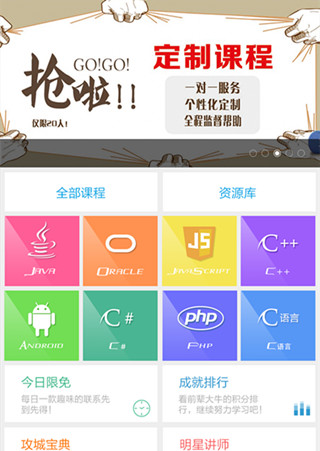 GO!GO!
抢啦!!
仅限20人!
定制课程
一对一服务
个性化定制
全程监督帮助
全部课程
资源库
JAVA
ORACLE
JS
JAVASCRIPT
C++
C++
ANDROID
C#
C#
php
PHP
C语言
C语言
今日限免
每日一款趣味的联系先
到先得!
成就排行
看前辈大牛的积分排
行,继续努力学习吧!
攻城宝典
明星讲师